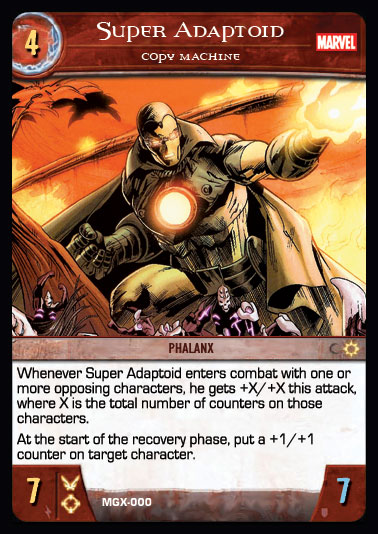 4
Super Adaptoid
MARVEL
Copy Machine
PHALANX
C
Whenever Super Adaptoid enters combat with one or
more opposing characters, he gets +X/+X this attack,
where X is the total number of counters on those
characters.
At the start of the recovery phase, put a +1/+1
counter on target character.
7
MGX-000
7